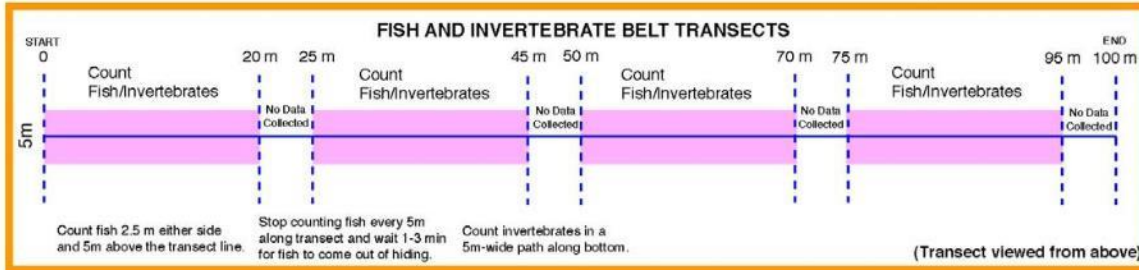 FISH AND INVERTEBRATE BELT TRANSECTS
START
0
20 m 25 m
45 m 50 m
70 m 75 m
END
95 m 100 m
Count
Fish/Invertebrates
No Data
Collected
Count
Fish/Invertebrates
No Data
Collected
Count
Fish/Invertebrates
No Data
Collected
Count
Fish/Invertebrates
No Data
Collected
5m
Count fish 2.5 m either side
and 5m above the transect line.
Stop counting fish every 5m
along transect and wait 1-3 min
for fish to come out of hiding.
Count invertebrates in a
5m-wide path along bottom.
(Transect viewed from above)